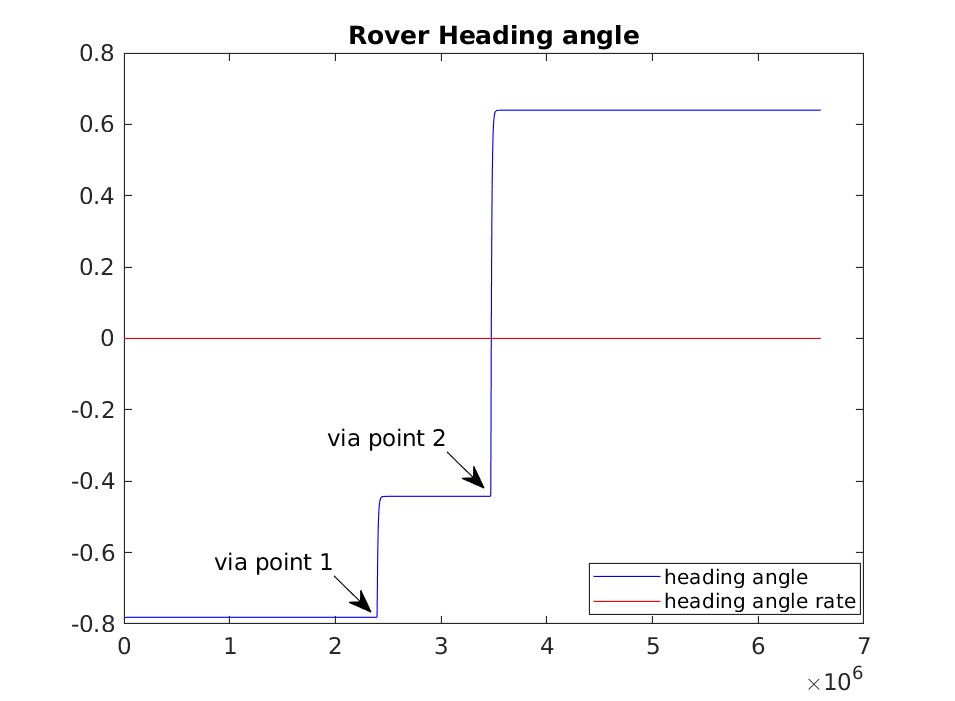 Rover Heading angle
0.8
0.6
0.4
0.2
0
-0.2
via point 2
-0.4
-0.6
via point 1
heading angle
heading angle rate
-0.8
0 1 2 3 4 5 6 7
×10⁶